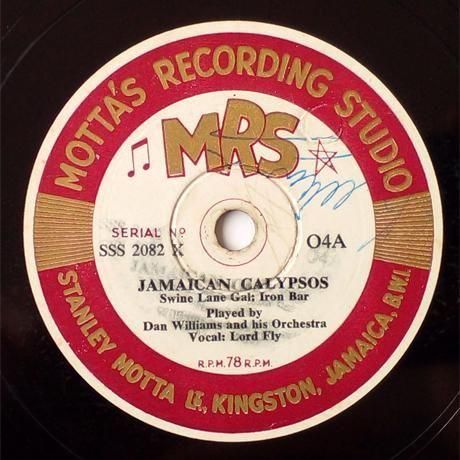 MOTTA'S RECORDING STUDIO
MRS
SERIAL Nº
SSS 2082 K
04A
JAMAICAN CALYPSOS
Swine Lane Gal; Iron Bar
Played by
Dan Williams and his Orchestra
Vocal: Lord Fly
R.P.M. 78 R.P.M.
STANLEY MOTTA LTD., KINGSTON, JAMAICA, B.W.I.